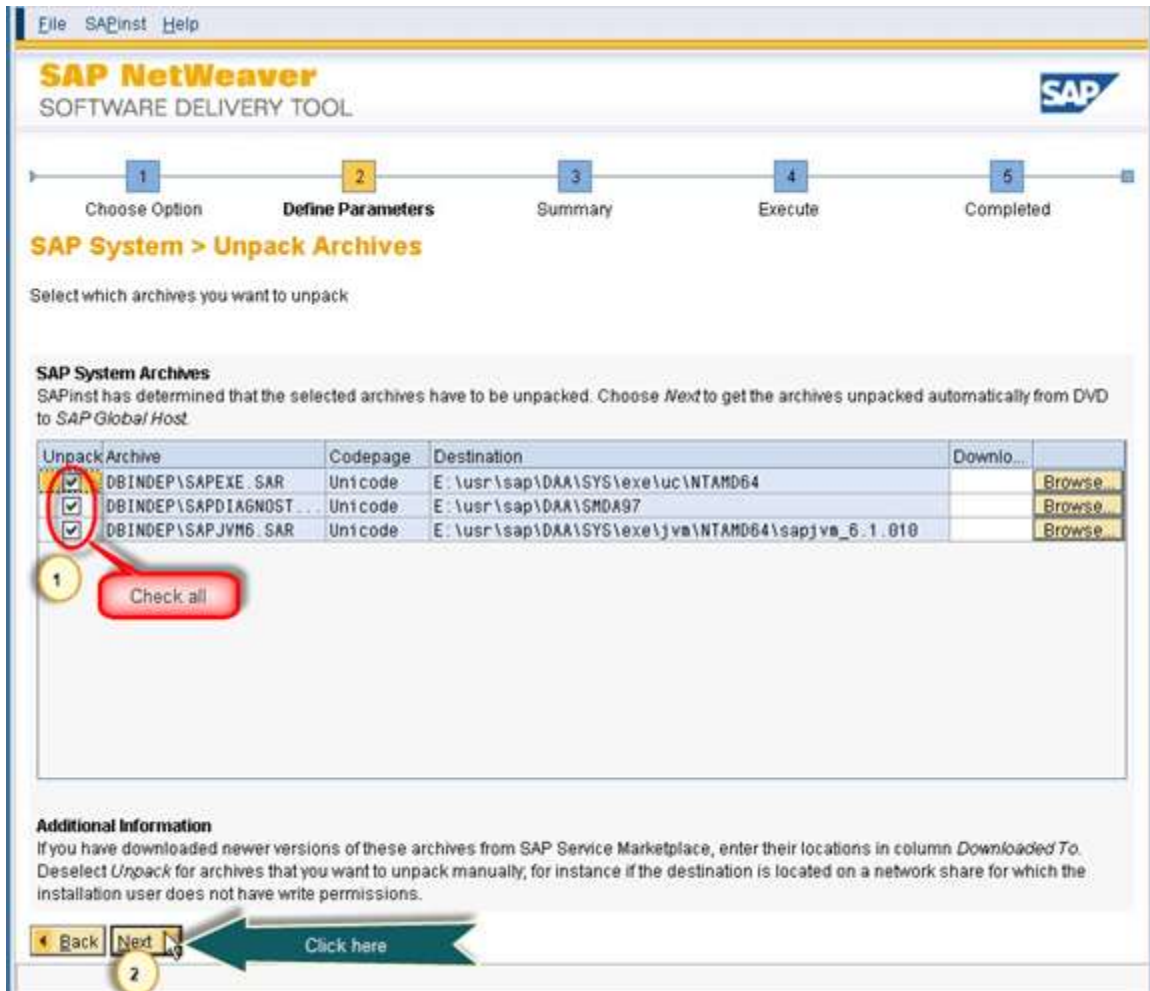 File SAPinst Help
SAP NetWeaver
SOFTWARE DELIVERY TOOL
SAP
1 2 3 4 5
Choose Option Define Parameters Summary Execute Completed
SAP System > Unpack Archives
Select which archives you want to unpack
SAP System Archives
SAPinst has determined that the selected archives have to be unpacked. Choose Next to get the archives unpacked automatically from DVD
to SAP Global Host.
Unpack Archive Codepage Destination Downlo...
DBINDEP\SAPEXE.SAR Unicode E:\usr\sap\DAA\SYS\exe\uc\NTAMD64 Browse...
DBINDEP\SAPDIAGNOST... Unicode E:\usr\sap\DAA\SMDA97 Browse...
DBINDEP\SAPJVM6.SAR Unicode E:\usr\sap\DAA\SYS\exe\jvm\NTAMD64\sapjvm_6.1.010 Browse...
1
Check all
Additional Information
If you have downloaded newer versions of these archives from SAP Service Marketplace, enter their locations in column Downloaded To.
Deselect Unpack for archives that you want to unpack manually, for instance if the destination is located on a network share for which the
installation user does not have write permissions.
Back Next Click here
2